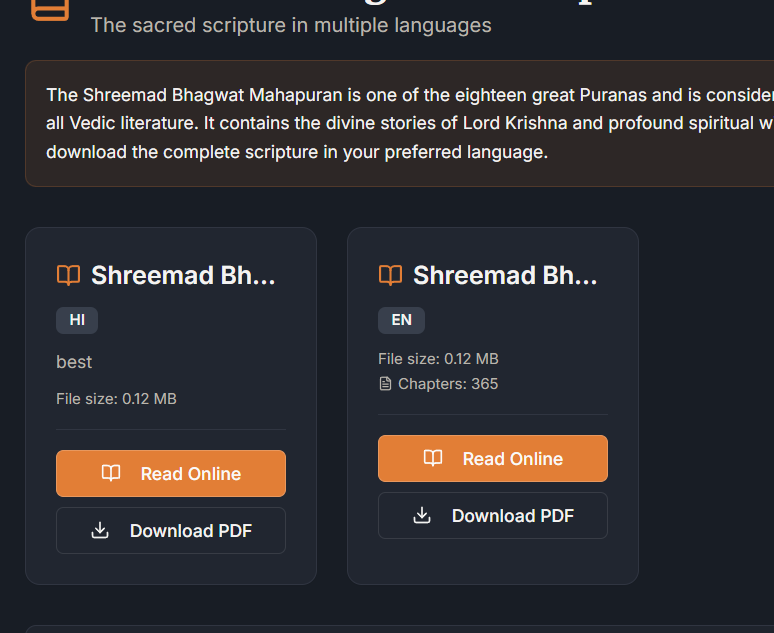 The sacred scripture in multiple languages
The Shreemad Bhagwat Mahapuran is one of the eighteen great Puranas and is
all Vedic literature. It contains the divine stories of Lord Krishna and profound spiritual
download the complete scripture in your preferred language.
Shreemad Bh...
HI
best
File size: 0.12 MB
Read Online
Download PDF
Shreemad Bh...
EN
File size: 0.12 MB
Chapters: 365
Read Online
Download PDF